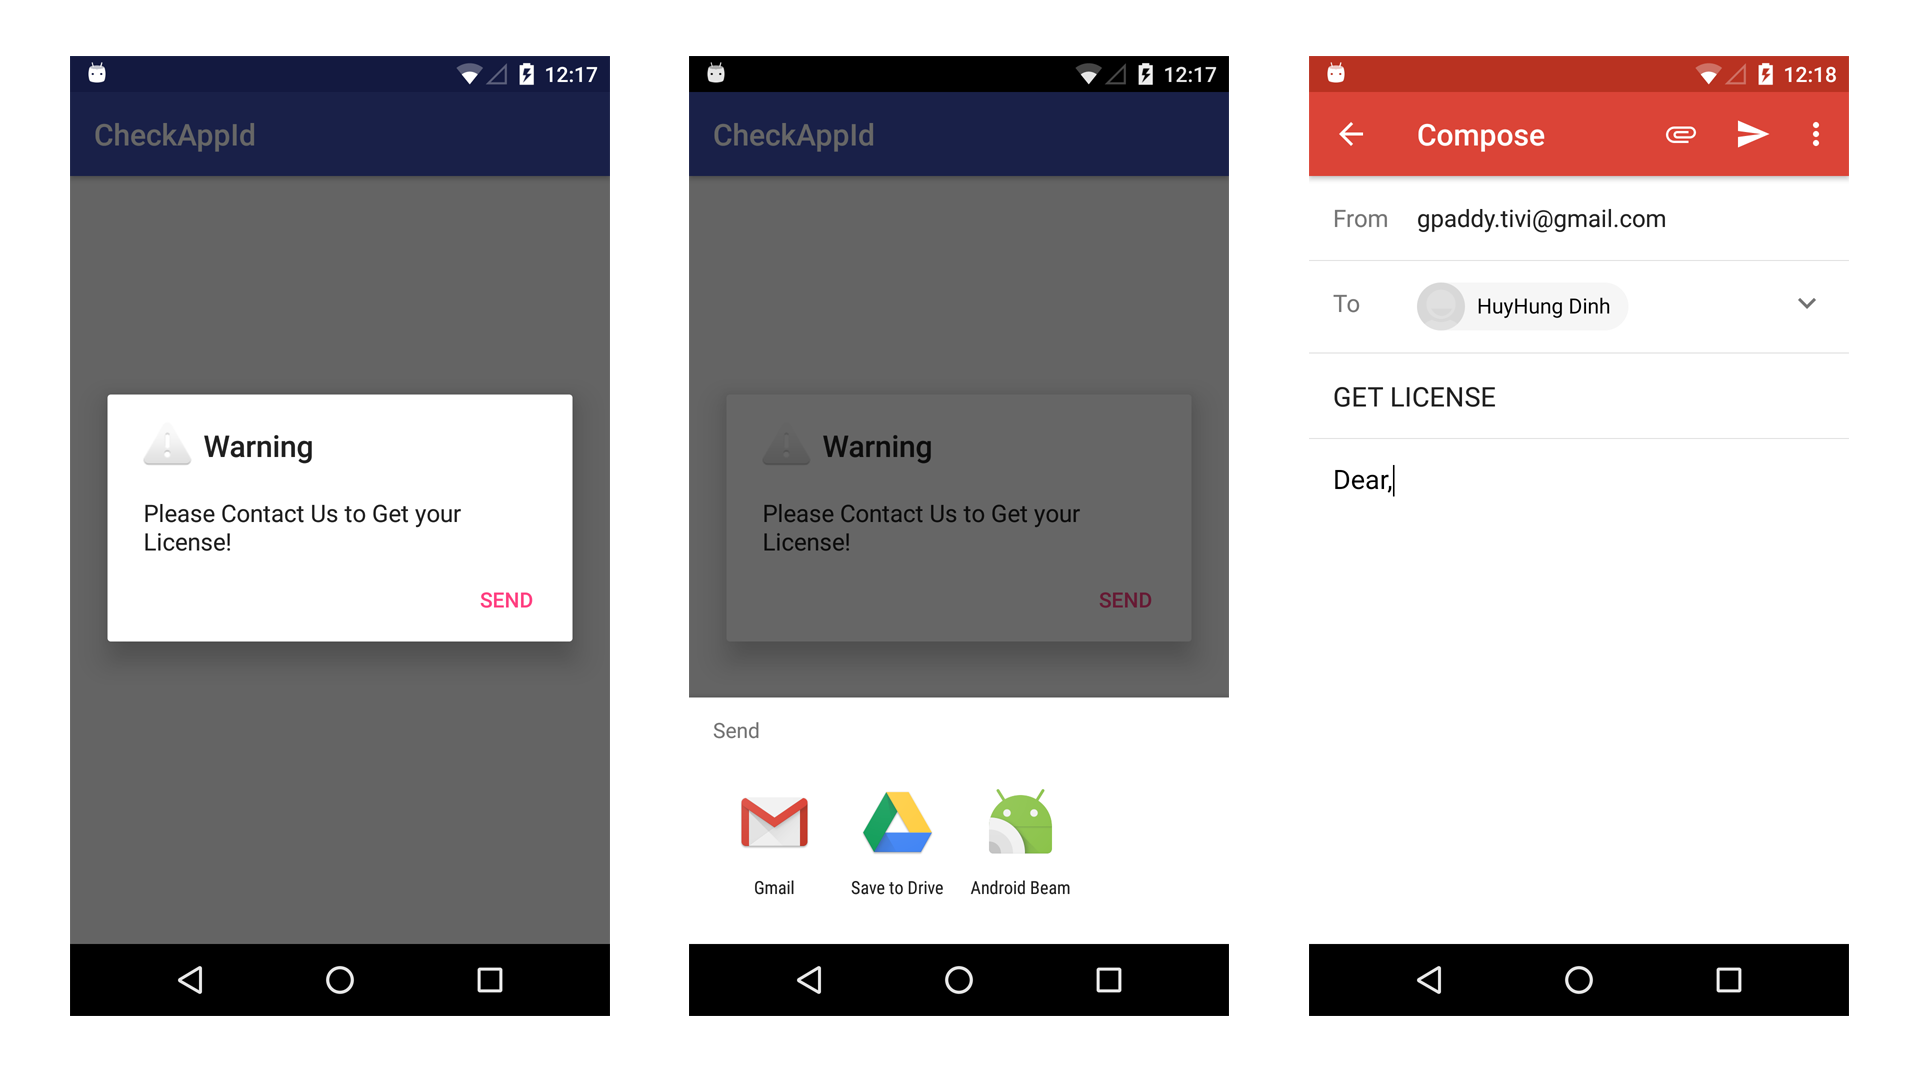 12:17
CheckAppId
Warning
Please Contact Us to Get your
License!
SEND
12:17
CheckAppId
Warning
Please Contact Us to Get your
License!
SEND
Send
Gmail
Save to Drive
Android Beam
12:18
Compose
From gpaddy.tivi@gmail.com
To HuyHung Dinh
GET LICENSE
Dear,